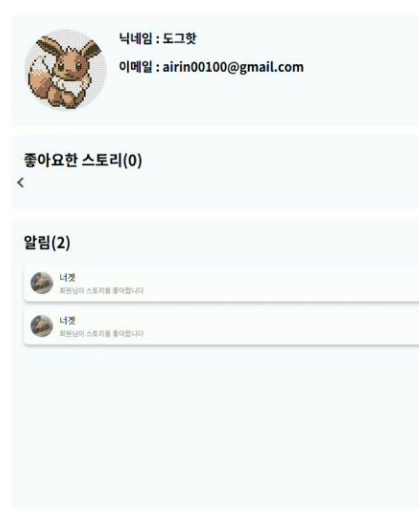 닉네임 : 도그핫
이메일 : airin00100@gmail.com
좋아요한 스토리(0)
알림(2)
너겟
회원님의 스토리를 좋아합니다
너겟
회원님의 스토리를 좋아합니다